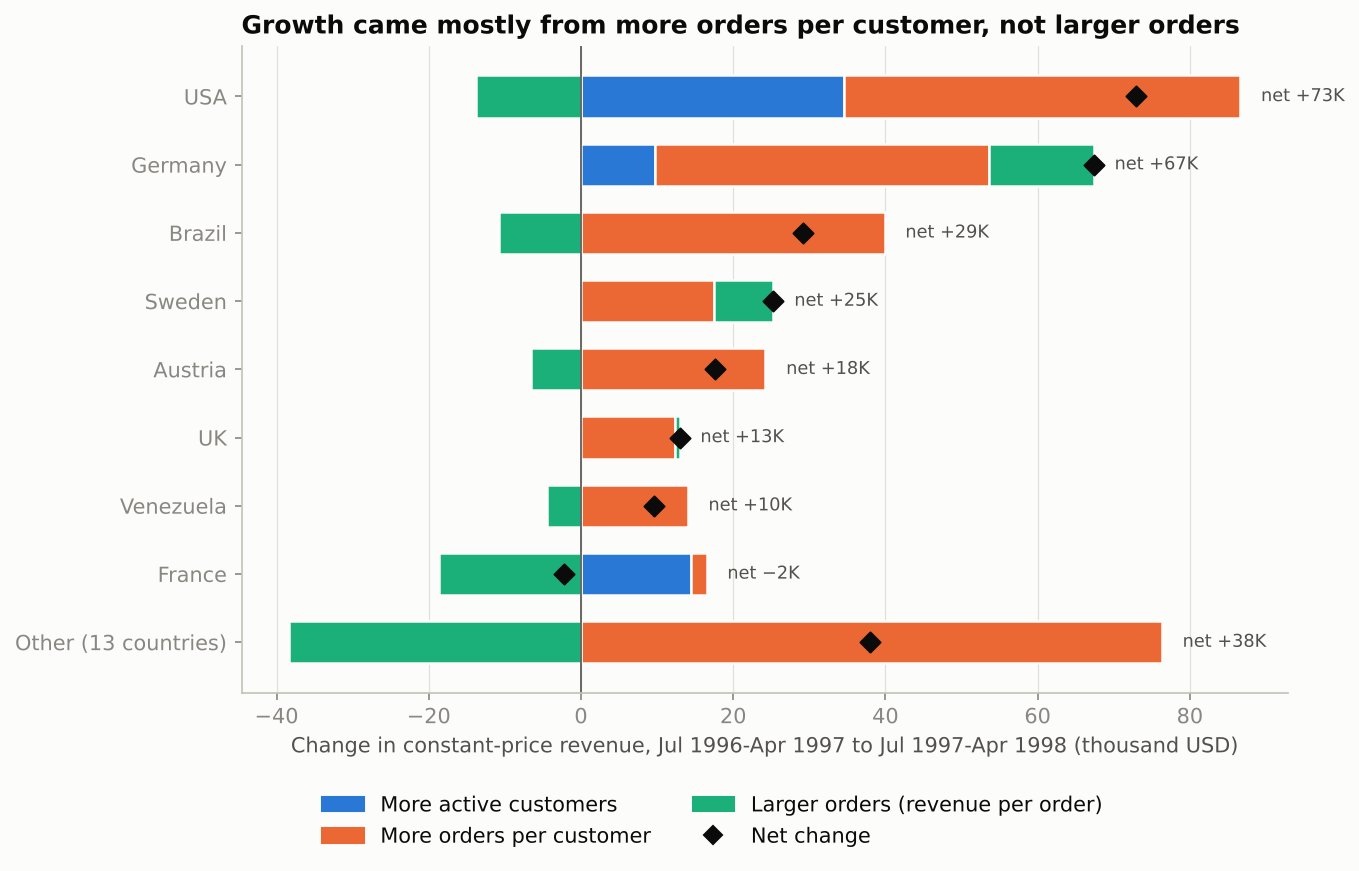 Growth came mostly from more orders per customer, not larger orders
USA
net +73K
Germany
net +67K
Brazil
net +29K
Sweden
net +25K
Austria
net +18K
UK
net +13K
Venezuela
net +10K
France
net −2K
Other (13 countries)
net +38K
−40 −20 0 20 40 60 80
Change in constant-price revenue, Jul 1996-Apr 1997 to Jul 1997-Apr 1998 (thousand USD)
More active customers
More orders per customer
Larger orders (revenue per order)
Net change